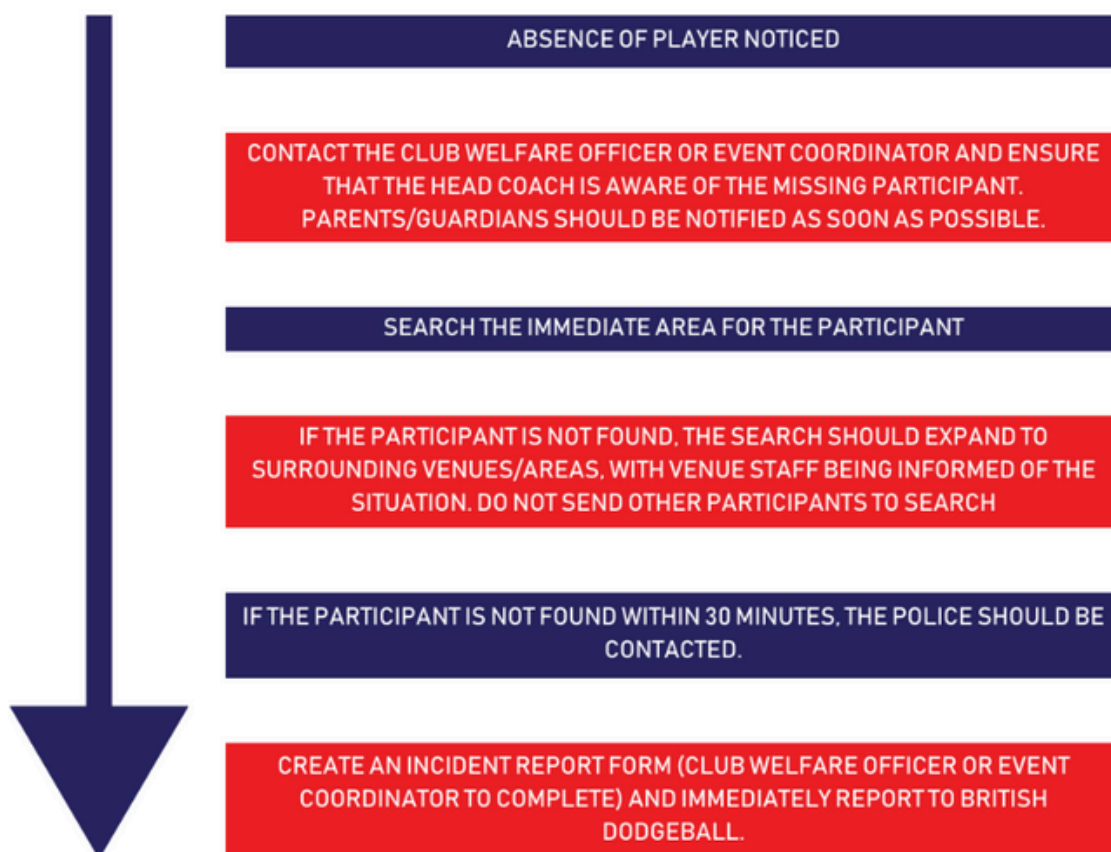 ABSENCE OF PLAYER NOTICED
CONTACT THE CLUB WELFARE OFFICER OR EVENT COORDINATOR AND ENSURE
THAT THE HEAD COACH IS AWARE OF THE MISSING PARTICIPANT.
PARENTS/GUARDIANS SHOULD BE NOTIFIED AS SOON AS POSSIBLE.
SEARCH THE IMMEDIATE AREA FOR THE PARTICIPANT
IF THE PARTICIPANT IS NOT FOUND, THE SEARCH SHOULD EXPAND TO
SURROUNDING VENUES/AREAS, WITH VENUE STAFF BEING INFORMED OF THE
SITUATION. DO NOT SEND OTHER PARTICIPANTS TO SEARCH
IF THE PARTICIPANT IS NOT FOUND WITHIN 30 MINUTES, THE POLICE SHOULD BE
CONTACTED.
CREATE AN INCIDENT REPORT FORM (CLUB WELFARE OFFICER OR EVENT
COORDINATOR TO COMPLETE) AND IMMEDIATELY REPORT TO BRITISH
DODGEBALL.